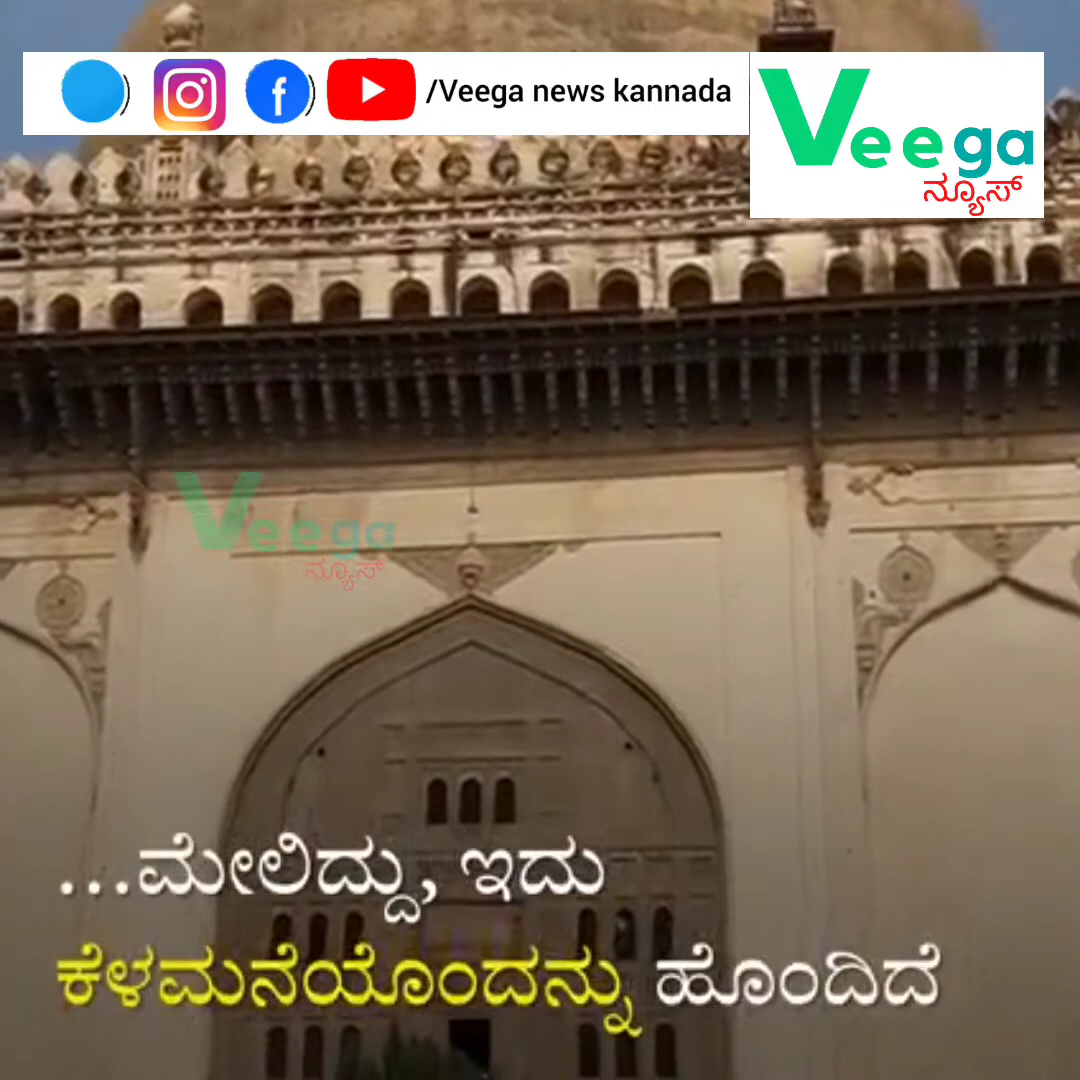 /Veega news kannada
Veega
ನ್ಯೂಸ್
Veega
ನ್ಯೂಸ್
...ಮೇಲಿದ್ದು, ಇದು
ಕೆಳಮನೆಯೊಂದನ್ನು ಹೊಂದಿದೆ